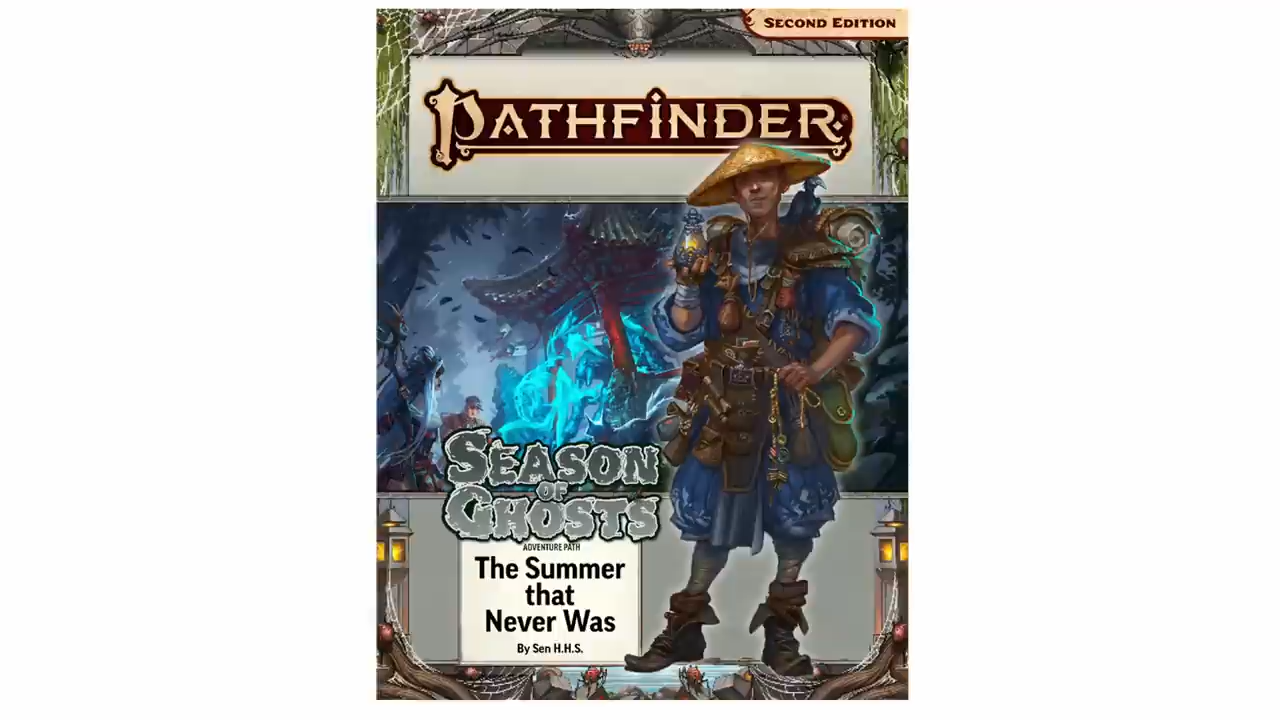 SECOND EDITION
PATHFINDER®
SEASON
OF
GHOSTS
ADVENTURE PATH
The Summer
that
Never Was
By Sen H.H.S.